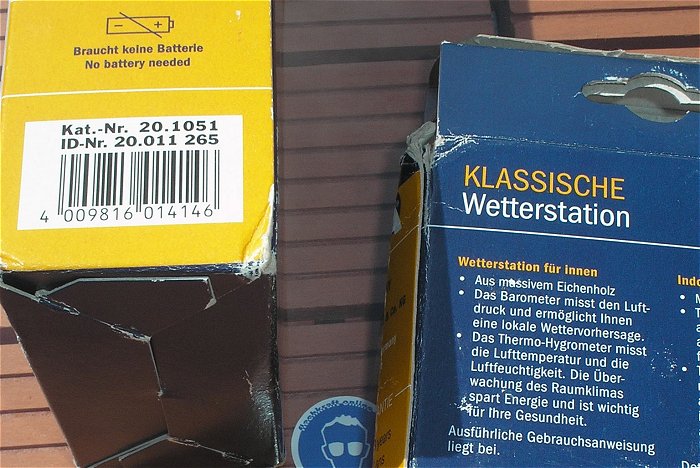 Braucht keine Batterie
No battery needed
Kat.-Nr. 20.1051
ID-Nr. 20.011 265
4 009816 014146
KLASSISCHE
Wetterstation
Wetterstation für innen
• Aus massivem Eichenholz
• Das Barometer misst den Luft-
druck und ermöglicht Ihnen
eine lokale Wettervorhersage.
• Das Thermo-Hygrometer misst
die Lufttemperatur und die
Luftfeuchtigkeit. Die Über-
wachung des Raumklimas
spart Energie und ist wichtig
für Ihre Gesundheit.
Ausführliche Gebrauchsanweisung
liegt bei.
& Co. KG